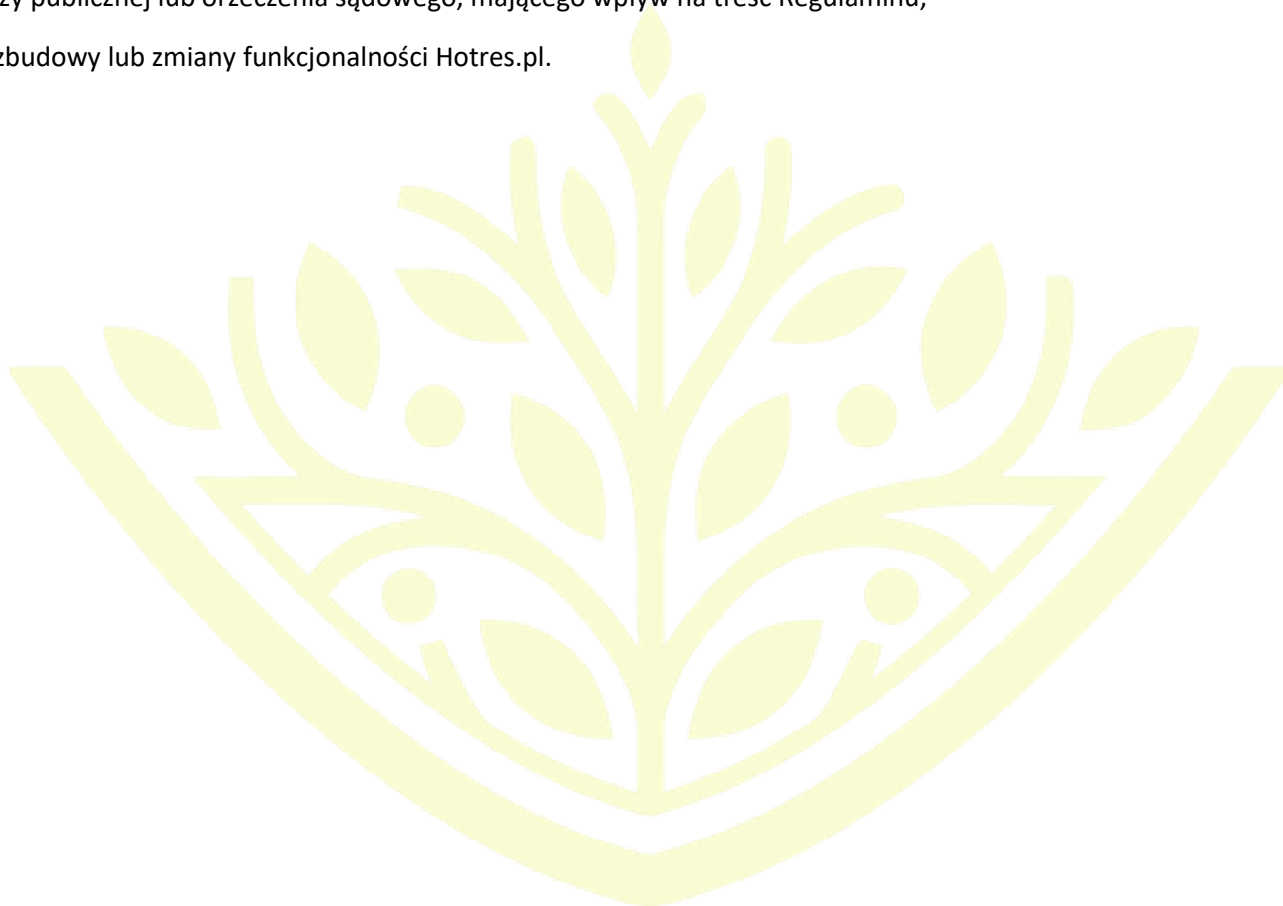 zy publicznej lub orzeczenia sądowego, mającego wpływ na treść Regulaminu,
zbudowy lub zmiany funkcjonalności Hotres.pl.